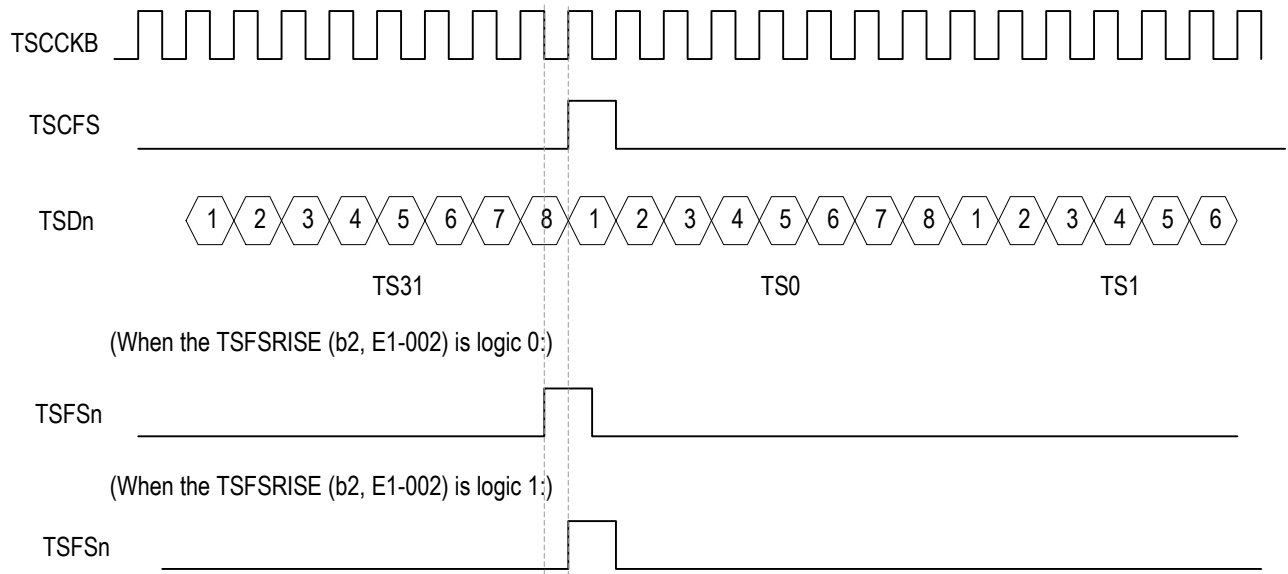 TSCCKB
TSCFS
TSDn 1 2 3 4 5 6 7 8 1 2 3 4 5 6 7 8 1 2 3 4 5 6
TS31 TS0 TS1
(When the TSFSRISE (b2, E1-002) is logic 0:)
TSFSn
(When the TSFSRISE (b2, E1-002) is logic 1:)
TSFSn